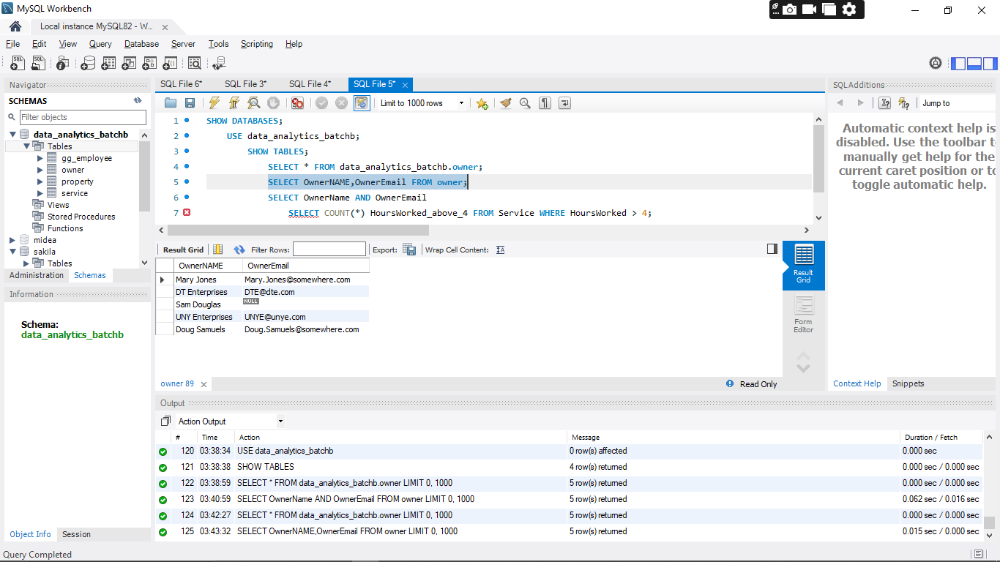 MySQL Workbench
Local instance MySQL82 - W...
File Edit View Query Database Server Tools Scripting Help
Navigator
SCHEMAS
Filter objects
data_analytics_batchb
Tables
gg_employee
owner
property
service
Views
Stored Procedures
Functions
midea
sakila
Tables
Administration Schemas
Information
Schema:
data_analytics_batchb
Object Info Session
SQL File 6* SQL File 3* SQL File 4* SQL File 5*
Limit to 1000 rows
1 SHOW DATABASES;
2 USE data_analytics_batchb;
3 SHOW TABLES;
4 SELECT * FROM data_analytics_batchb.owner;
5 SELECT OwnerNAME,OwnerEmail FROM owner;
6 SELECT OwnerName AND OwnerEmail
7 SELECT COUNT(*) HoursWorked_above_4 FROM Service WHERE HoursWorked > 4;
Result Grid Filter Rows: Export: Wrap Cell Content:
OwnerNAME OwnerEmail
Mary Jones Mary.Jones@somewhere.com
DT Enterprises DTE@dte.com
Sam Douglas NULL
UNY Enterprises UNYE@unye.com
Doug Samuels Doug.Samuels@somewhere.com
Result
Grid
Form
Editor
owner 89 Read Only
SQLAdditions
Jump to
Automatic context help is
disabled. Use the toolbar t
manually get help for the
current caret position or to
toggle automatic help.
Context Help Snippets
Output
Action Output
# Time Action Message Duration / Fetch
120 03:38:34 USE data_analytics_batchb 0 row(s) affected 0.000 sec
121 03:38:38 SHOW TABLES 4 row(s) returned 0.000 sec / 0.000 sec
122 03:38:59 SELECT * FROM data_analytics_batchb.owner LIMIT 0, 1000 5 row(s) returned 0.000 sec / 0.000 sec
123 03:40:59 SELECT OwnerName AND OwnerEmail FROM owner LIMIT 0, 1000 5 row(s) returned 0.062 sec / 0.016 sec
124 03:42:27 SELECT * FROM data_analytics_batchb.owner LIMIT 0, 1000 5 row(s) returned 0.000 sec / 0.000 sec
125 03:43:32 SELECT OwnerNAME,OwnerEmail FROM owner LIMIT 0, 1000 5 row(s) returned 0.015 sec / 0.000 sec
Query Completed